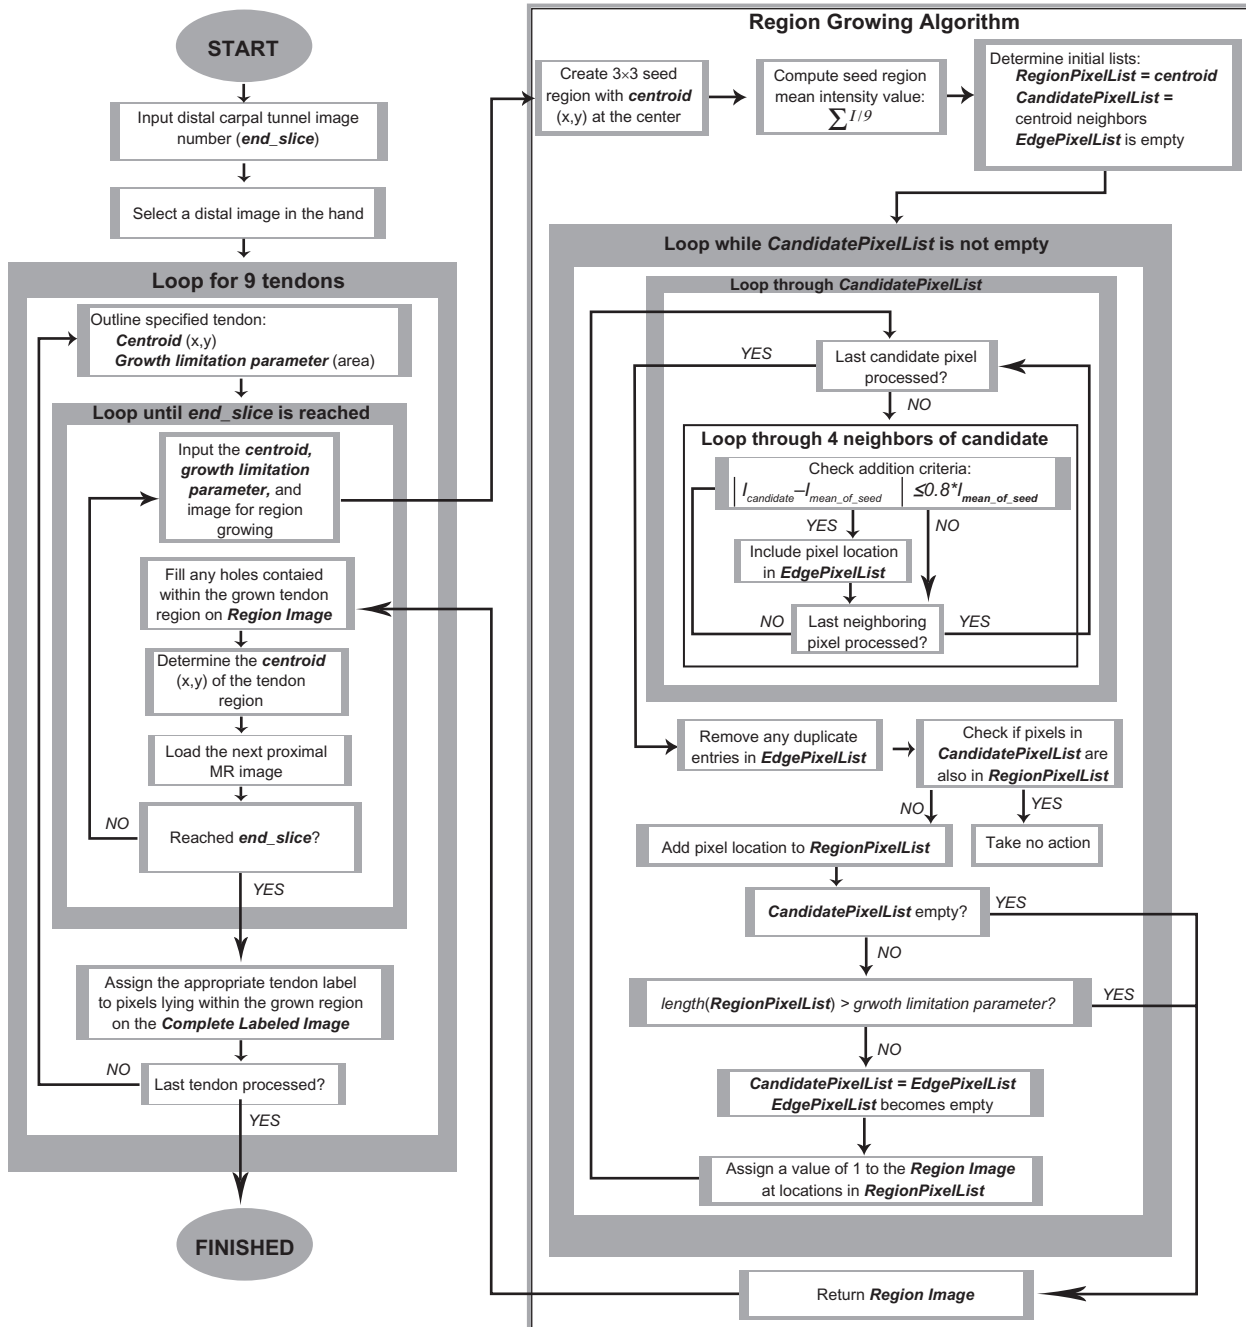 START
Input distal carpal tunnel image
number (end_slice)
Select a distal image in the hand
Loop for 9 tendons
Outline specified tendon:
Centroid (x,y)
Growth limitation parameter (area)
Loop until end_slice is reached
Input the centroid,
growth limitation
parameter, and
image for region
growing
Fill any holes contaied
within the grown tendon
region on Region Image
Determine the centroid
(x,y) of the tendon
region
Load the next proximal
MR image
NO
Reached end_slice?
YES
Assign the appropriate tendon label
to pixels lying within the grown region
on the Complete Labeled Image
NO
Last tendon processed?
YES
FINISHED
Region Growing Algorithm
Create 3×3 seed
region with centroid
(x,y) at the center
Compute seed region
mean intensity value:
∑ I/9
Determine initial lists:
RegionPixelList = centroid
CandidatePixelList =
centroid neighbors
EdgePixelList is empty
Loop while CandidatePixelList is not empty
Loop through CandidatePixelList
YES
Last candidate pixel
processed?
NO
Loop through 4 neighbors of candidate
Check addition criteria:
| I candidate – I mean_of_seed | ≤0.8*I mean_of_seed
YES
NO
Include pixel location
in EdgePixelList
NO
Last neighboring
pixel processed?
YES
Remove any duplicate
entries in EdgePixelList
Check if pixels in
CandidatePixelList are
also in RegionPixelList
NO
YES
Add pixel location to RegionPixelList
Take no action
CandidatePixelList empty?
YES
NO
length(RegionPixelList) > grwoth limitation parameter?
YES
NO
CandidatePixelList = EdgePixelList
EdgePixelList becomes empty
Assign a value of 1 to the Region Image
at locations in RegionPixelList
Return Region Image